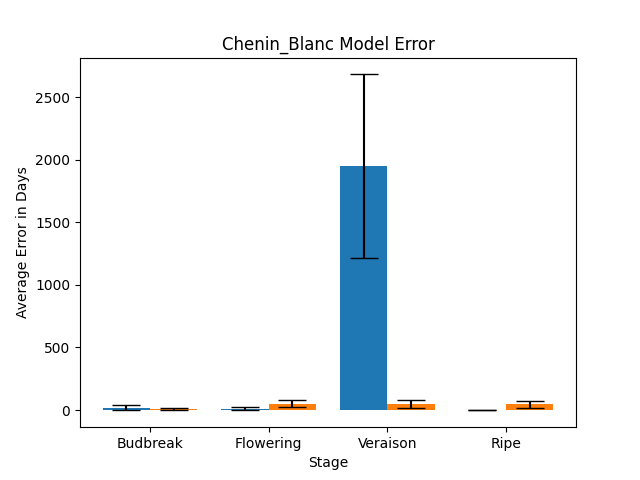 Chenin_Blanc Model Error
Average Error in Days
2500
2000
1500
1000
500
0
Budbreak Flowering Veraison Ripe
Stage